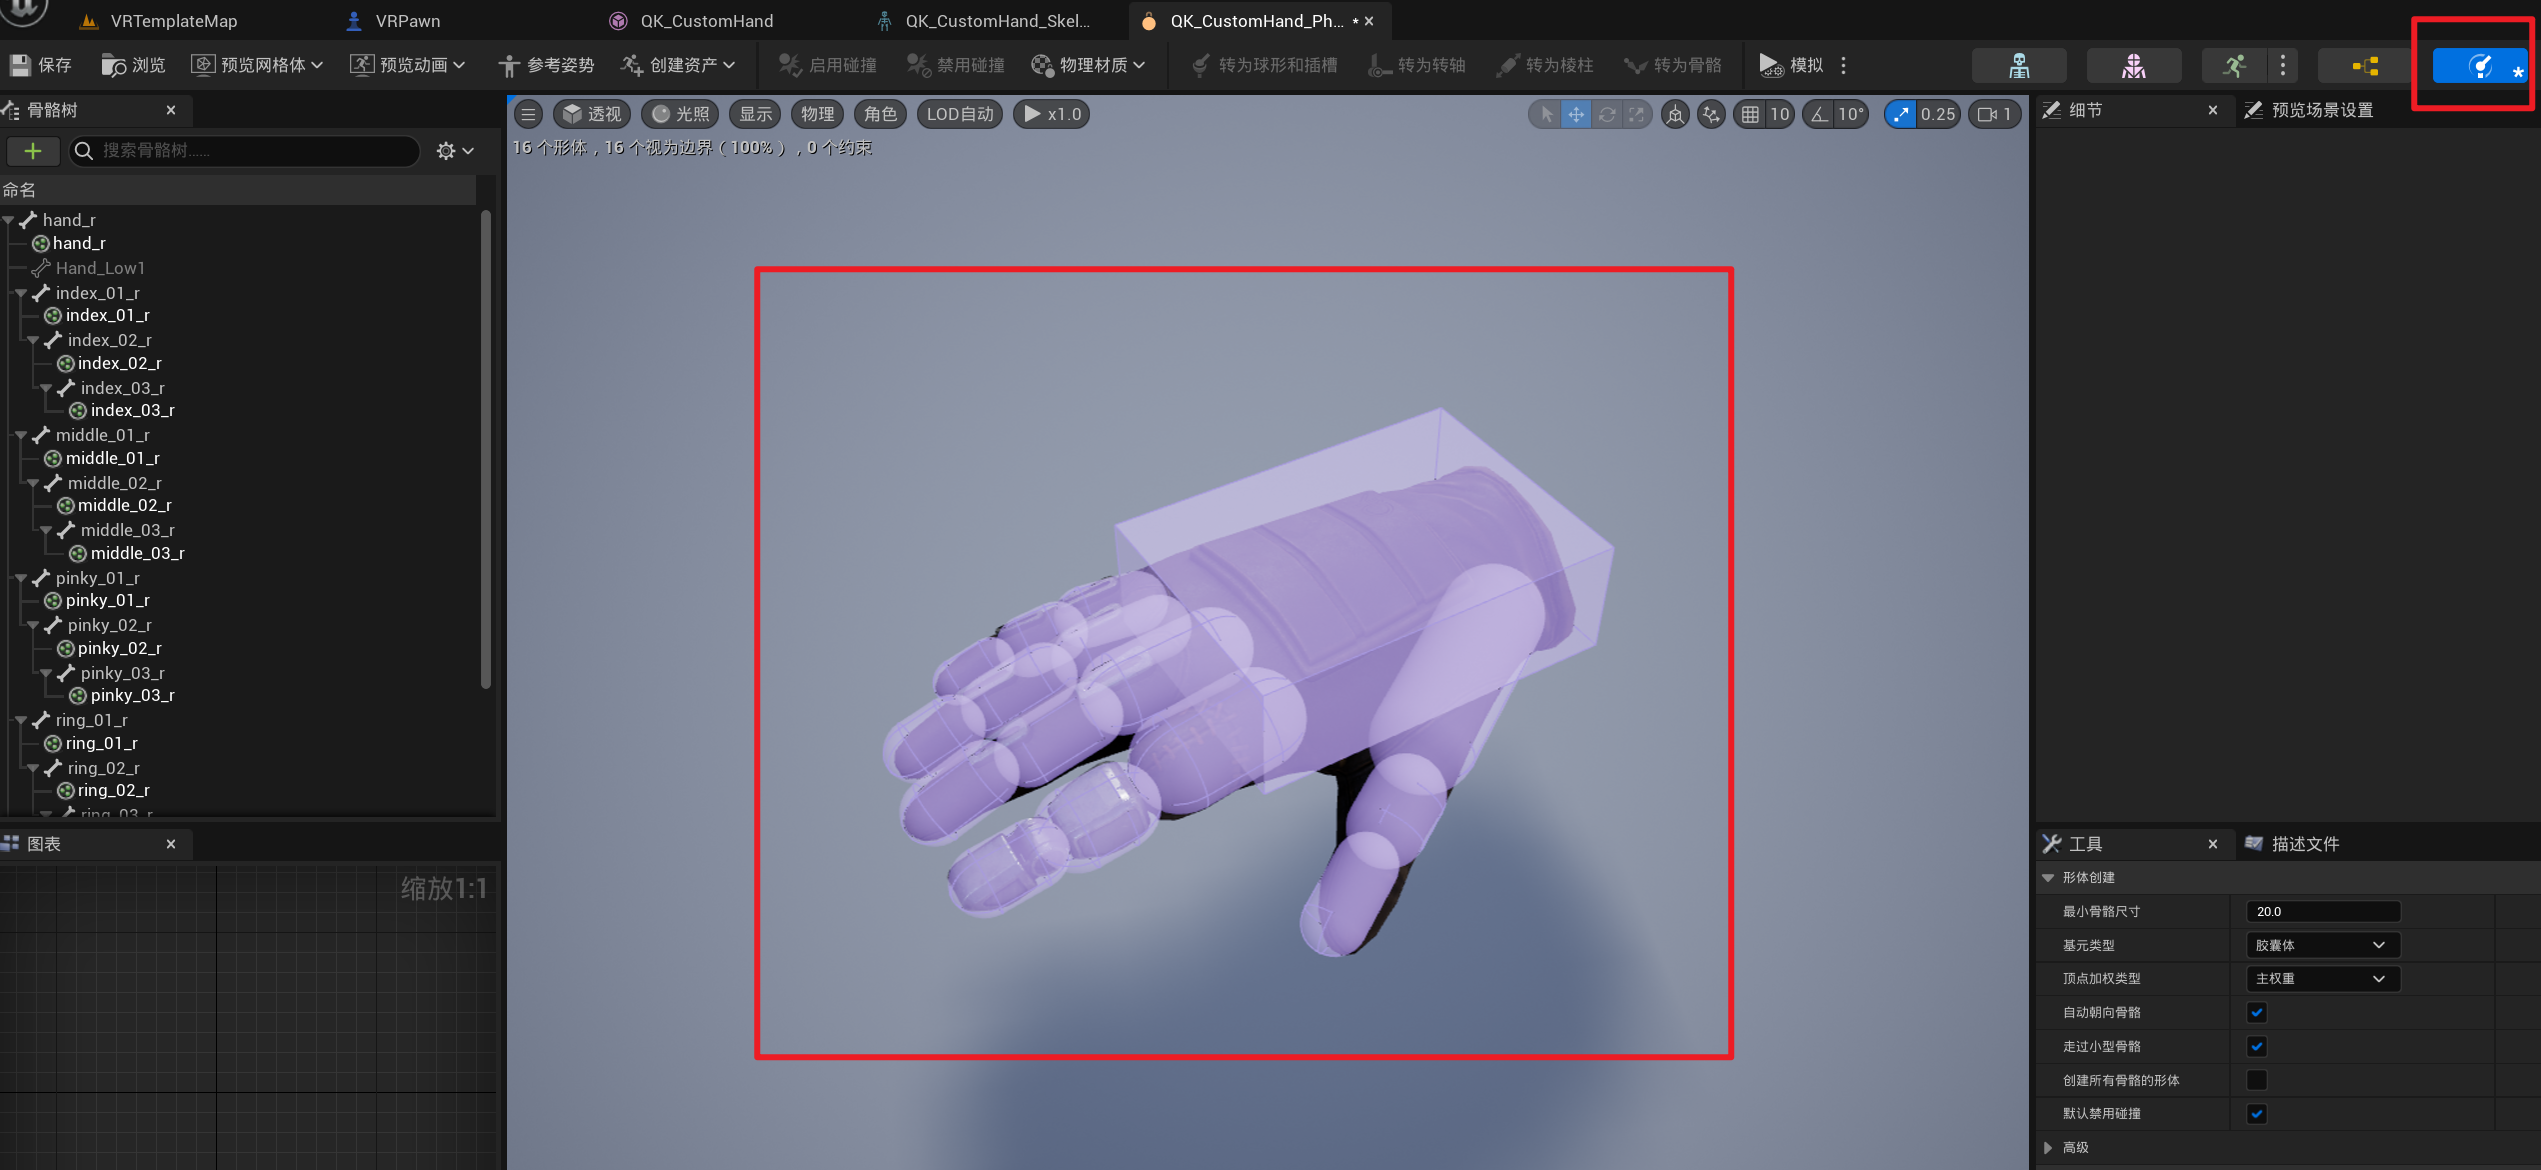 VRTemplateMap
VRPawn
QK_CustomHand
QK_CustomHand_Skel...
QK_CustomHand_Ph... *
保存
浏览
预览网格体
预览动画
参考姿势
创建资产
启用碰撞
禁用碰撞
物理材质
转为球形和插槽
转为转轴
转为棱柱
转为骨骼
模拟
骨骼树
搜索骨骼树......
命名
hand_r
hand_r
Hand_Low1
index_01_r
index_01_r
index_02_r
index_02_r
index_03_r
index_03_r
middle_01_r
middle_01_r
middle_02_r
middle_02_r
middle_03_r
middle_03_r
pinky_01_r
pinky_01_r
pinky_02_r
pinky_02_r
pinky_03_r
pinky_03_r
ring_01_r
ring_01_r
ring_02_r
ring_02_r
ring_03_r
图表
缩放1:1
透视
光照
显示
物理
角色
LOD自动
x1.0
10
10°
0.25
1
16 个形体，16 个视为边界（100%），0 个约束
细节
预览场景设置
工具
描述文件
形体创建
最小骨骼尺寸
20.0
基元类型
胶囊体
顶点加权类型
主权重
自动朝向骨骼
走过小型骨骼
创建所有骨骼的形体
默认禁用碰撞
高级